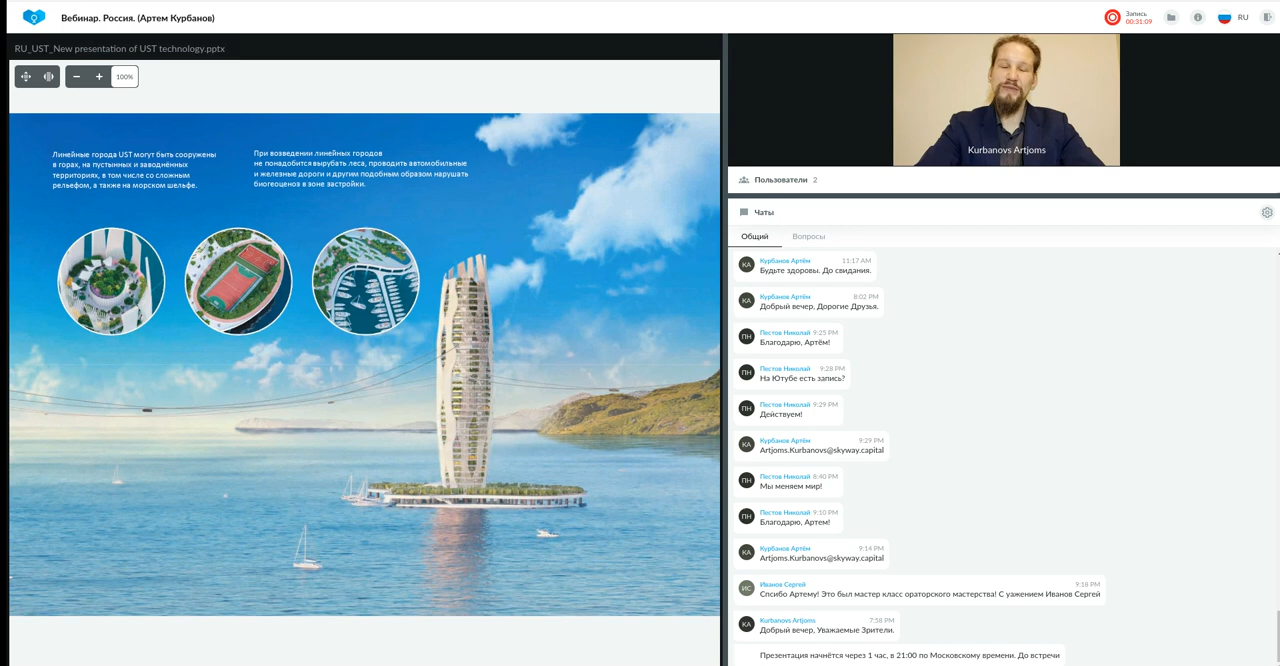 Вебинар. Россия. (Артем Курбанов)
Запись
00:31:09
RU
RU_UST_New presentation of UST technology.pptx
100%
Линейные города UST могут быть сооружены
в горах, на пустынных и заводнённых
территориях, в том числе со сложным
рельефом, а также на морском шельфе.
При возведении линейных городов
не понадобится вырубать леса, проводить автомобильные
и железные дороги и другим подобным образом нарушать
биогеоценоз в зоне застройки.
Kurbanovs Artjoms
Пользователи 2
Чаты
Общий Вопросы
КА Курбанов Артём 11:17 AM
Будьте здоровы. До свидания.
КА Курбанов Артём 8:02 PM
Добрый вечер, Дорогие Друзья.
ПН Пестов Николай 9:25 PM
Благодарю, Артём!
ПН Пестов Николай 9:28 PM
На Ютубе есть запись?
ПН Пестов Николай 9:29 PM
Действуем!
КА Курбанов Артём 9:29 PM
Artjoms.Kurbanovs@skyway.capital
ПН Пестов Николай 8:40 PM
Мы меняем мир!
ПН Пестов Николай 9:10 PM
Благодарю, Артем!
КА Курбанов Артём 9:14 PM
Artjoms.Kurbanovs@skyway.capital
ИС Иванов Сергей 9:18 PM
Спсибо Артему! Это был мастер класс ораторского мастерства! С уажением Иванов Сергей
KA Kurbanovs Artjoms 7:58 PM
Добрый вечер, Уважаемые Зрители.
Презентация начнётся через 1 час, в 21:00 по Московскому времени. До встречи